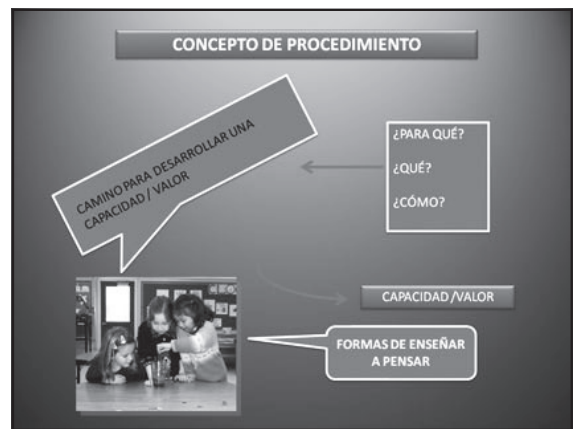 CONCEPTO DE PROCEDIMIENTO
CAMINO PARA DESARROLLAR UNA
CAPACIDAD / VALOR
¿PARA QUÉ?
¿QUÉ?
¿CÓMO?
CAPACIDAD /VALOR
FORMAS DE ENSEÑAR
A PENSAR